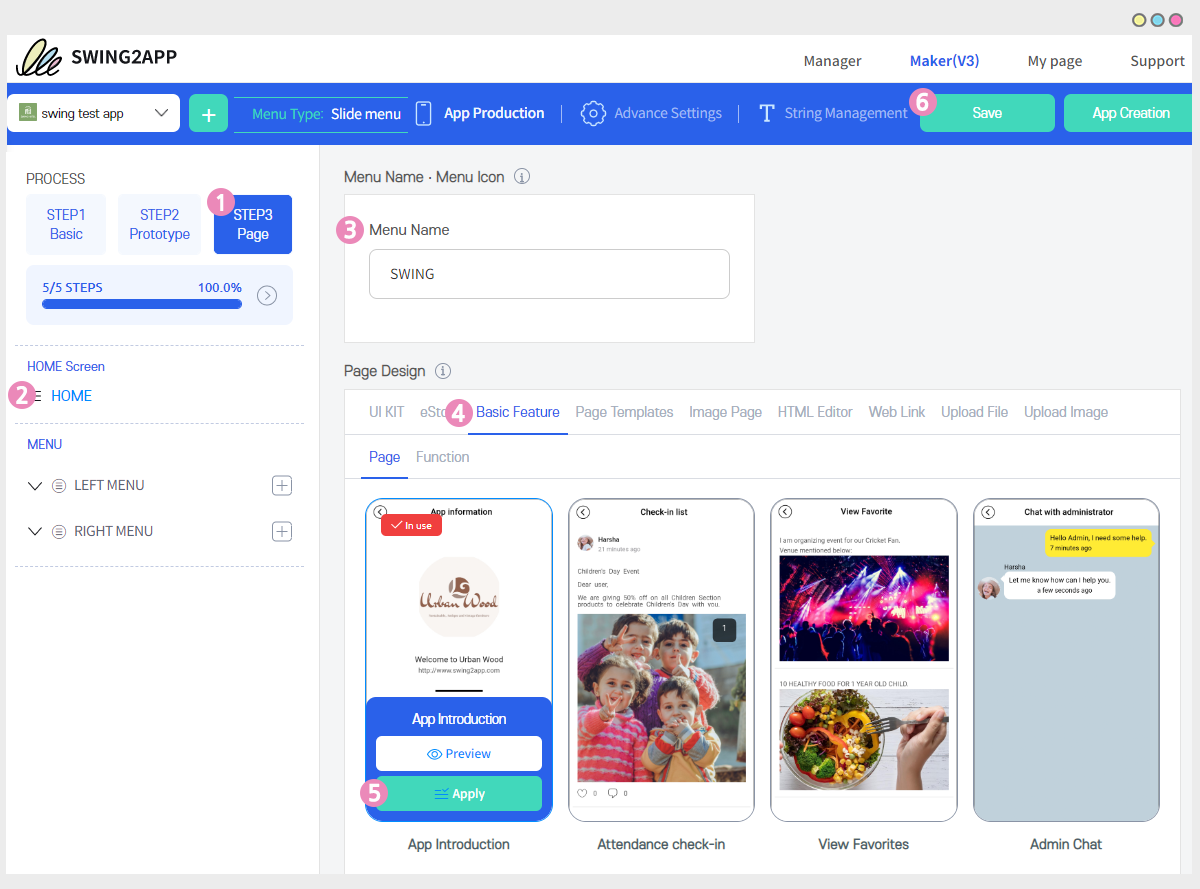 SWING2APP
Manager
Maker(V3)
My page
Support
swing test app
+
Menu Type: Slide menu
App Production
Advance Settings
String Management
6
Save
App Creation
PROCESS
1
STEP1
Basic
STEP2
Prototype
STEP3
Page
5/5 STEPS
100.0%
HOME Screen
2
HOME
MENU
LEFT MENU
RIGHT MENU
Menu Name · Menu Icon
3
Menu Name
SWING
Page Design
UI KIT
eSto
4
Basic Feature
Page Templates
Image Page
HTML Editor
Web Link
Upload File
Upload Image
Page
Function
App information
In use
Urban Wood
Welcome to Urban Wood
http://www.swing2app.com
App Introduction
Preview
5
Apply
App Introduction
Check-in list
Harsha
21 minutes ago
Children's Day Event
Dear user,
We are giving 50% off on all Children Section
products to celebrate Children's Day with you.
1
0
0
Attendance check-in
View Favorite
I am organizing event for our Cricket Fan.
Venue mentioned below:
10 HEALTHY FOOD FOR 1 YEAR OLD CHILD.
View Favorites
Chat with administrator
Hello Admin, I need some help.
7 minutes ago
Harsha
Let me know how can I help you.
a few seconds ago
Admin Chat